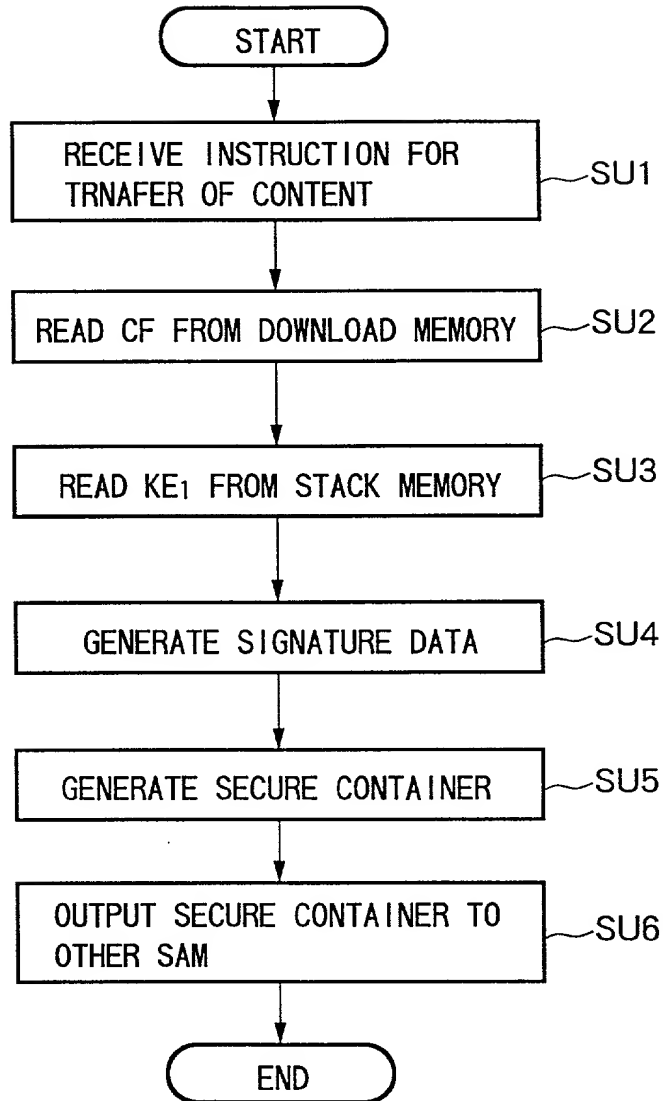 START
RECEIVE INSTRUCTION FOR
TRNAFER OF CONTENT
SU1
READ CF FROM DOWNLOAD MEMORY
SU2
READ KE₁ FROM STACK MEMORY
SU3
GENERATE SIGNATURE DATA
SU4
GENERATE SECURE CONTAINER
SU5
OUTPUT SECURE CONTAINER TO
OTHER SAM
SU6
END